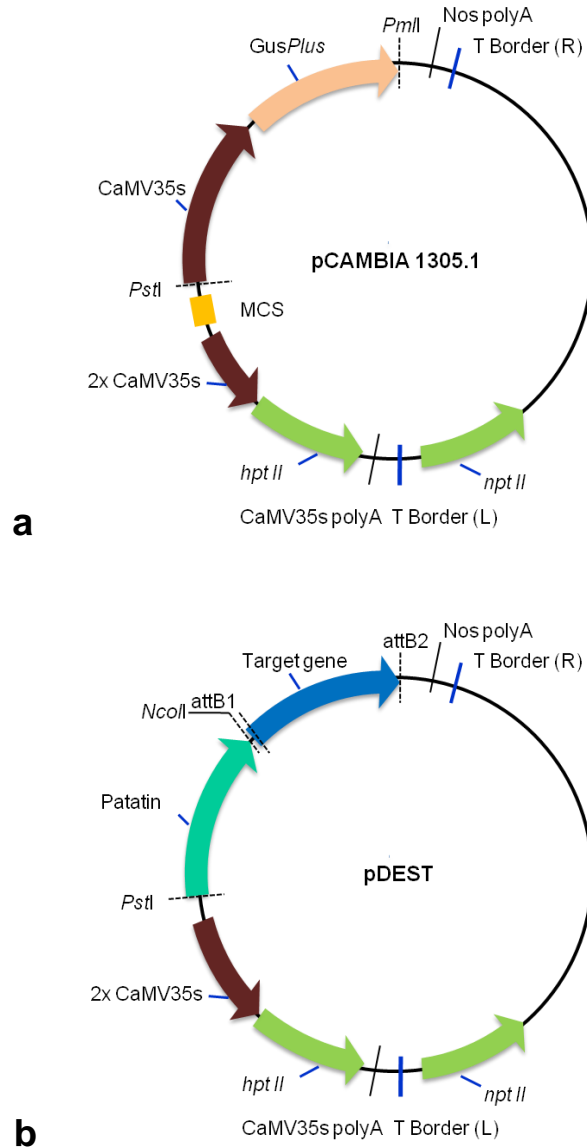 GusPlus
PmlI
Nos polyA
T Border (R)
CaMV35s
pCAMBIA 1305.1
PstI
MCS
2x CaMV35s
hpt II
npt II
CaMV35s polyA T Border (L)
a
attB2
Nos polyA
Target gene
T Border (R)
NcoII
attB1
Patatin
pDEST
PstI
2x CaMV35s
hpt II
npt II
CaMV35s polyA T Border (L)
b